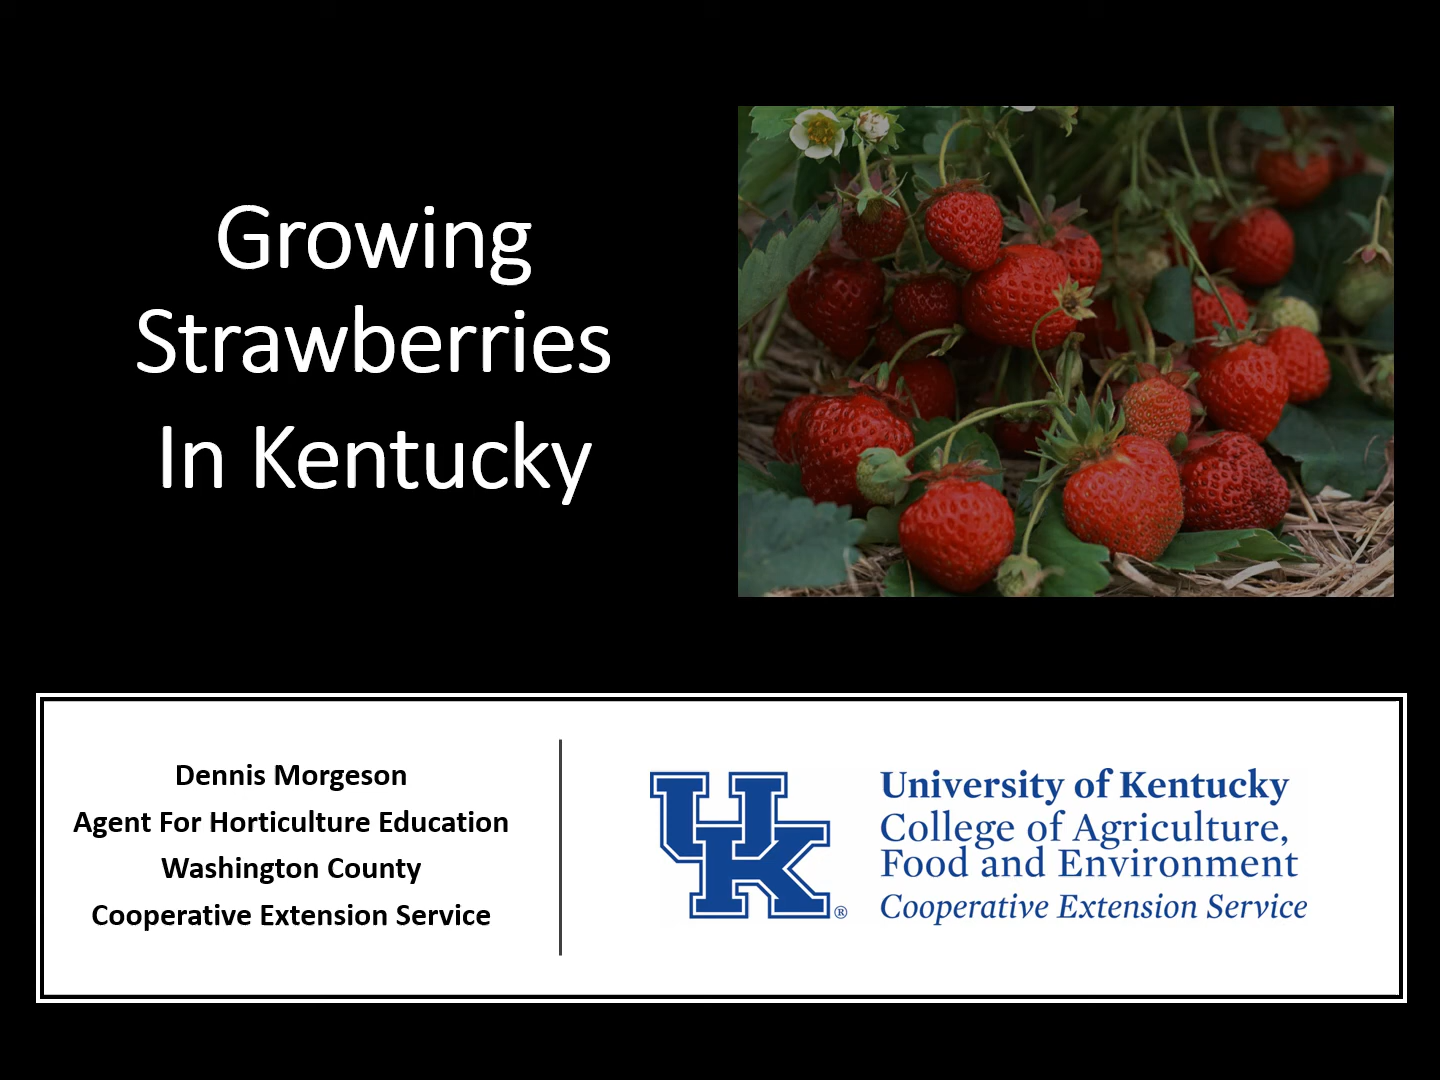 Growing
Strawberries
In Kentucky
Dennis Morgeson
Agent For Horticulture Education
Washington County
Cooperative Extension Service
UK®
University of Kentucky
College of Agriculture,
Food and Environment
Cooperative Extension Service